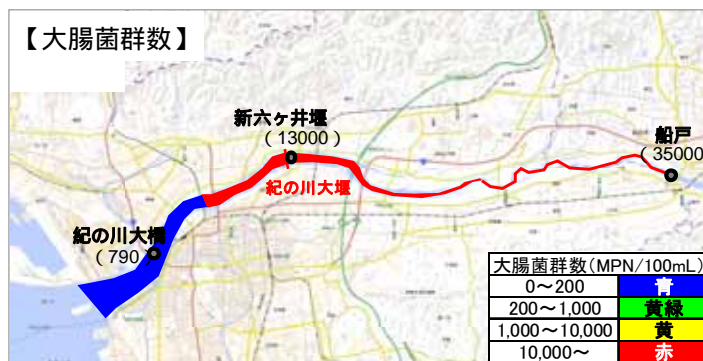 【大腸菌群数】
新六ヶ井堰
（13000）
船戸
（35000
紀の川大堰
紀の川大橋
（790）
大腸菌群数(MPN/100mL)
0～200 青
200～1,000 黄緑
1,000～10,000 黄
10,000～ 赤